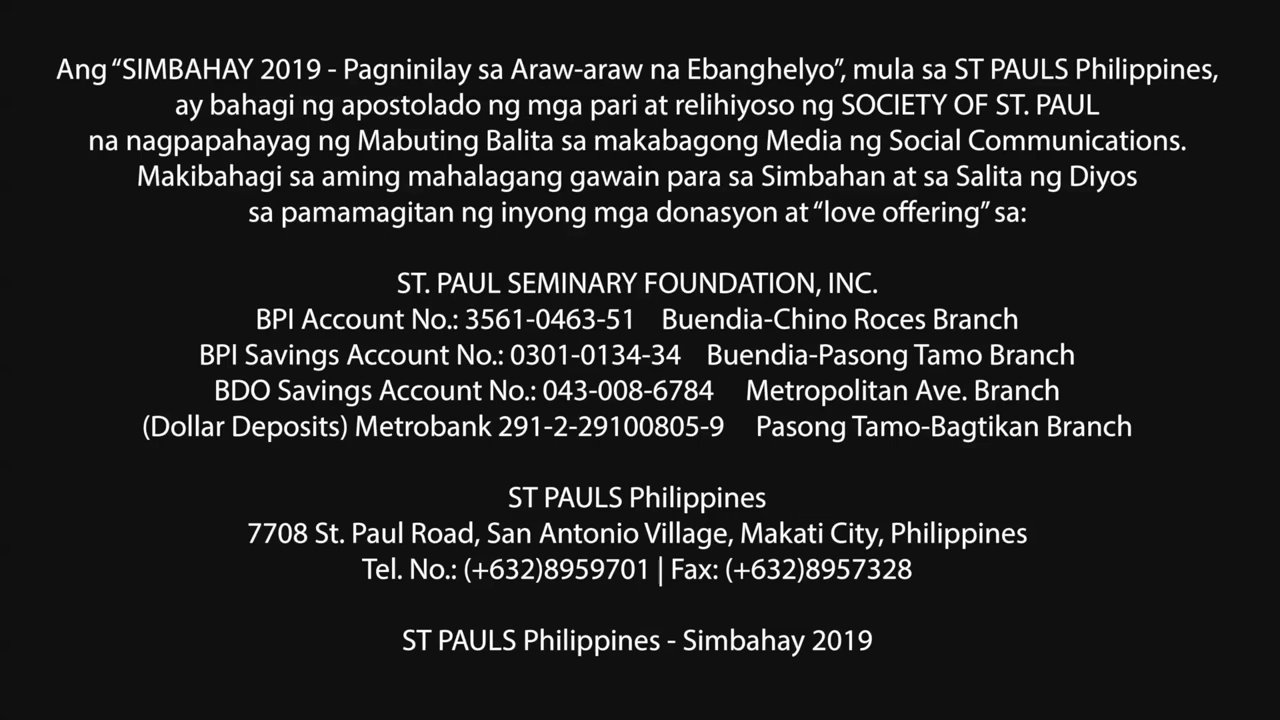 Ang “SIMBAHAY 2019 - Pagninilay sa Araw-araw na Ebanghelyo”, mula sa ST PAULS Philippines,
ay bahagi ng apostolado ng mga pari at relihiyoso ng SOCIETY OF ST. PAUL
na nagpapahayag ng Mabuting Balita sa makabagong Media ng Social Communications.
Makibahagi sa aming mahalagang gawain para sa Simbahan at sa Salita ng Diyos
sa pamamagitan ng inyong mga donasyon at “love offering” sa:
ST. PAUL SEMINARY FOUNDATION, INC.
BPI Account No.: 3561-0463-51 Buendia-Chino Roces Branch
BPI Savings Account No.: 0301-0134-34 Buendia-Pasong Tamo Branch
BDO Savings Account No.: 043-008-6784 Metropolitan Ave. Branch
(Dollar Deposits) Metrobank 291-2-29100805-9 Pasong Tamo-Bagtikan Branch
ST PAULS Philippines
7708 St. Paul Road, San Antonio Village, Makati City, Philippines
Tel. No.: (+632)8959701 | Fax: (+632)8957328
ST PAULS Philippines - Simbahay 2019